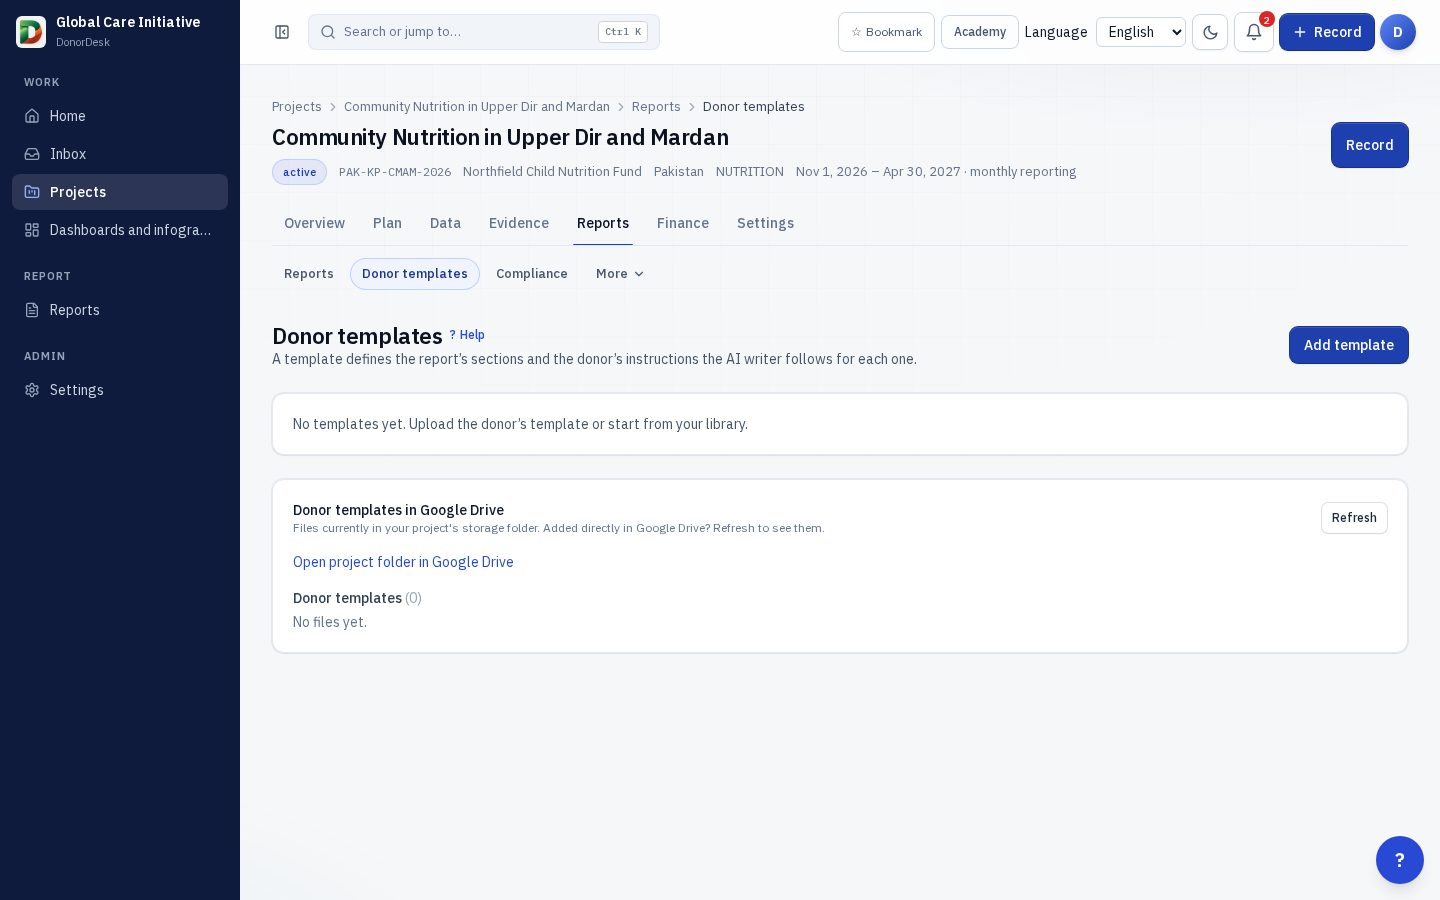 Global Care Initiative
DonorDesk
WORK
Home
Inbox
Projects
Dashboards and infogra…
REPORT
Reports
ADMIN
Settings
Search or jump to…
Ctrl K
☆ Bookmark
Academy
Language
English
2
+ Record
D
Projects > Community Nutrition in Upper Dir and Mardan > Reports > Donor templates
Community Nutrition in Upper Dir and Mardan
Record
active
PAK-KP-CMAM-2026
Northfield Child Nutrition Fund
Pakistan
NUTRITION
Nov 1, 2026 – Apr 30, 2027 · monthly reporting
Overview
Plan
Data
Evidence
Reports
Finance
Settings
Reports
Donor templates
Compliance
More
Donor templates
? Help
A template defines the report’s sections and the donor’s instructions the AI writer follows for each one.
Add template
No templates yet. Upload the donor’s template or start from your library.
Donor templates in Google Drive
Files currently in your project's storage folder. Added directly in Google Drive? Refresh to see them.
Refresh
Open project folder in Google Drive
Donor templates (0)
No files yet.
?